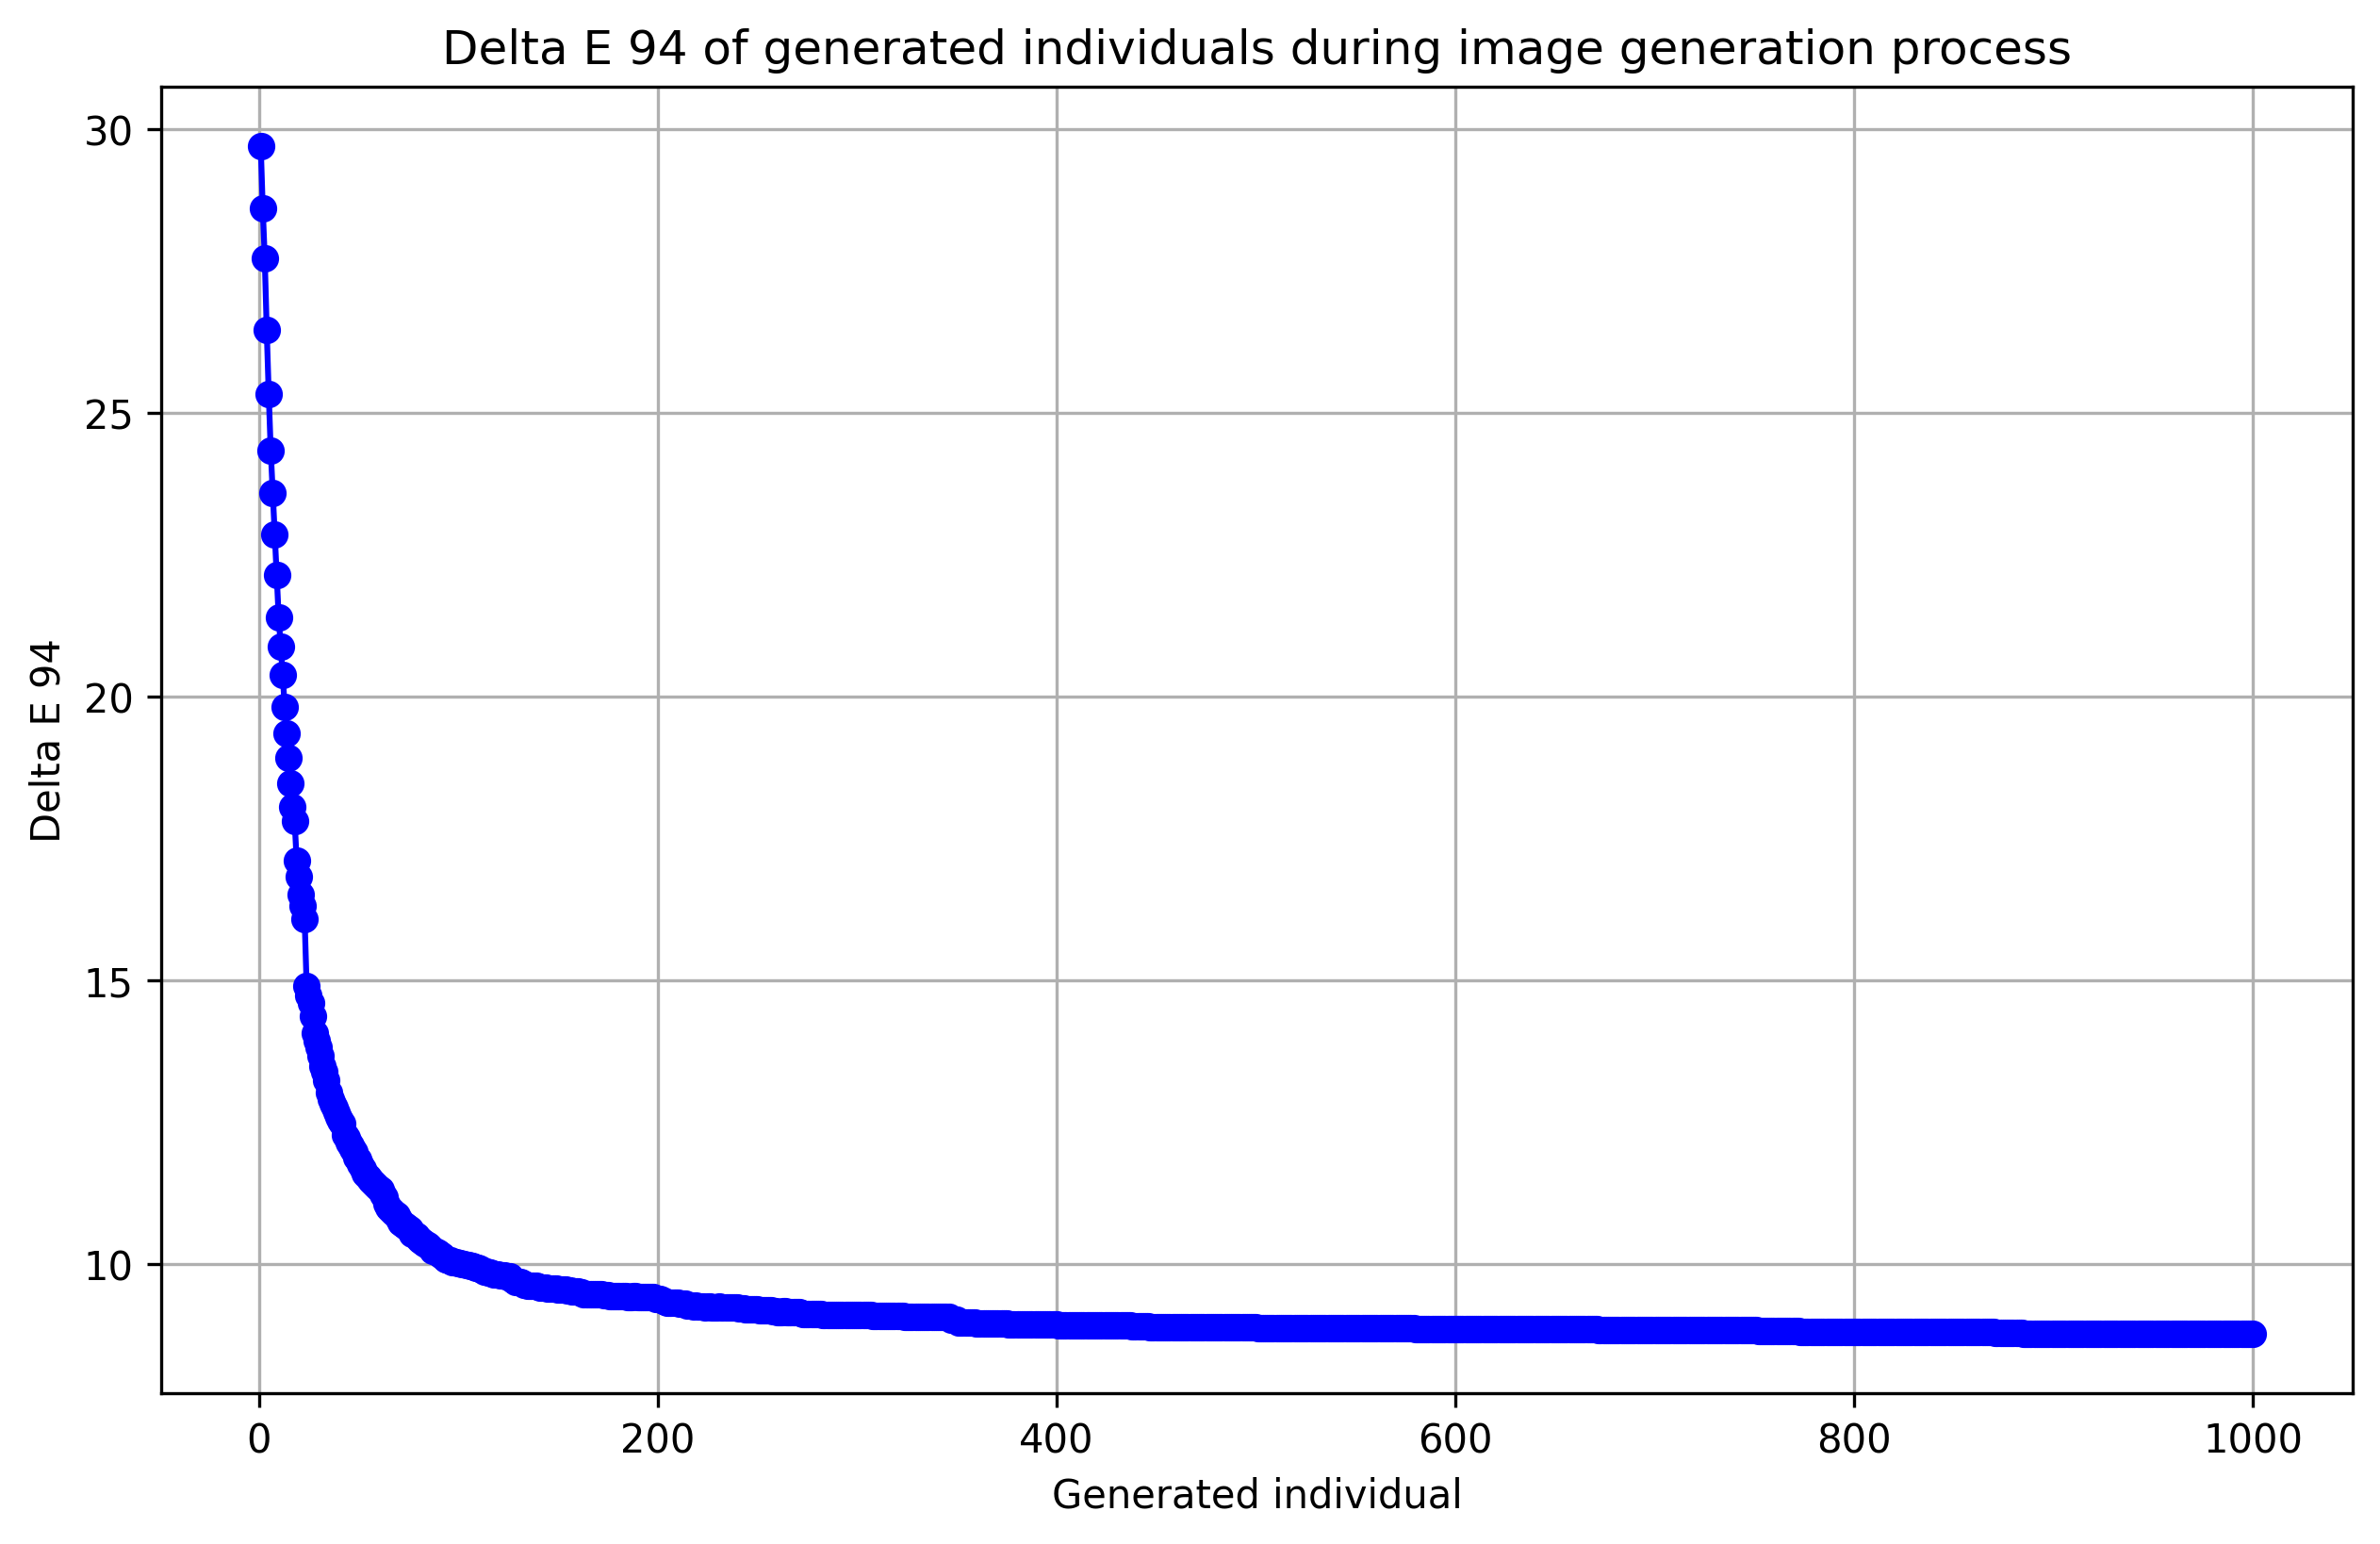 Delta E 94 of generated individuals during image generation process
30
25
20
15
10
Delta E 94
0 200 400 600 800 1000
Generated individual